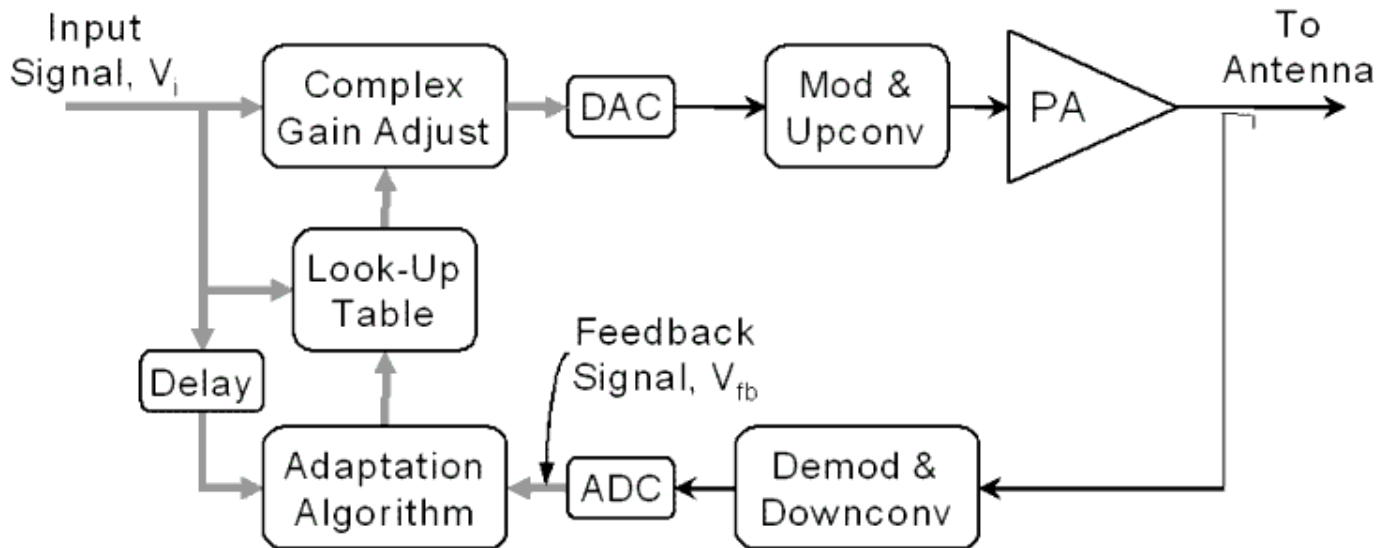 Input
Signal, Vi
Complex
Gain Adjust
DAC
Mod &
Upconv
PA
To
Antenna
Look-Up
Table
Delay
Feedback
Signal, Vfb
Adaptation
Algorithm
ADC
Demod &
Downconv